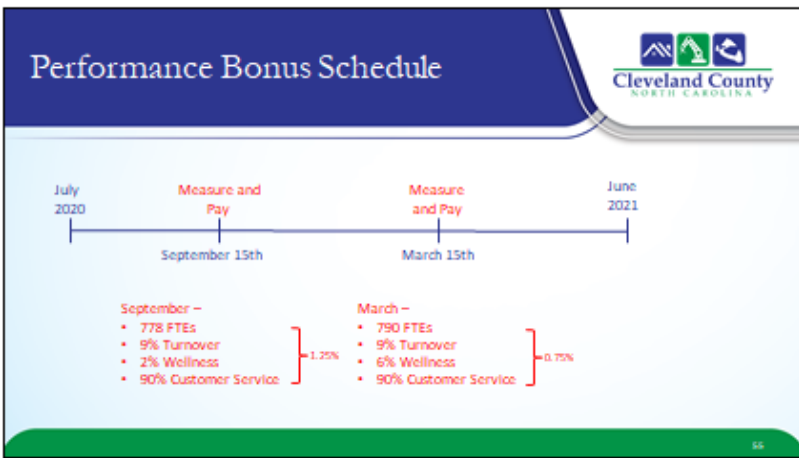 Performance Bonus Schedule
Cleveland County
NORTH CAROLINA
July
2020
Measure and
Pay
Measure
and Pay
June
2021
September 15th
March 15th
September –
• 778 FTEs
• 9% Turnover
• 2% Wellness
• 90% Customer Service
1.25%
March –
• 790 FTEs
• 9% Turnover
• 6% Wellness
• 90% Customer Service
0.75%
55